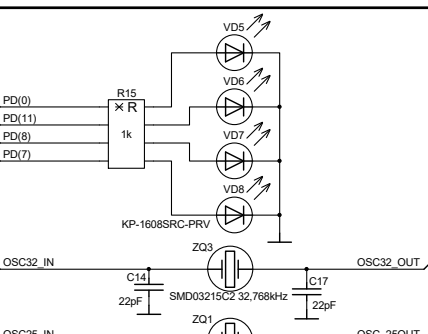 VD5
VD6
VD7
VD8
R15
× R
1k
PD(0)
PD(11)
PD(8)
PD(7)
KP-1608SRC-PRV
ZQ3
OSC32_IN
OSC32_OUT
C14
C17
SMD03215C2 32,768kHz
22pF
22pF
ZQ1
OSC25_IN
OSC_25OUT